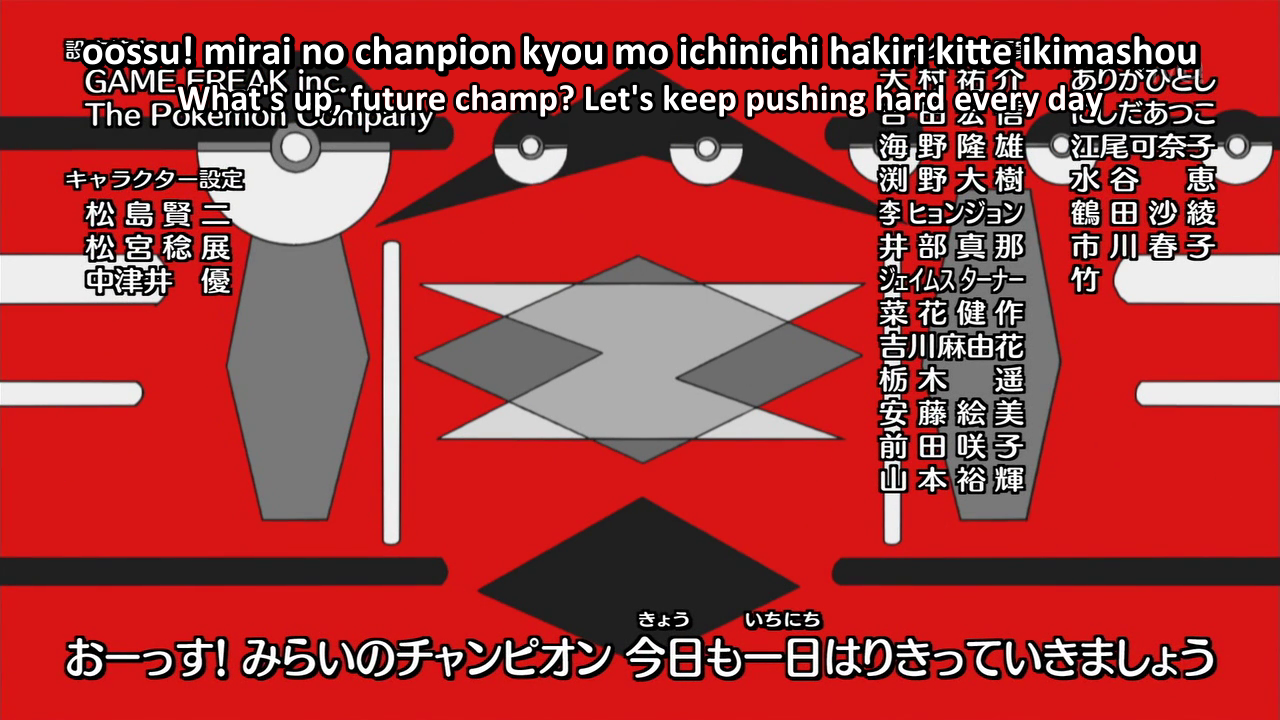 oossu! mirai no chanpion kyou mo ichinichi hakiri kitte ikimashou
What's up, future champ? Let's keep pushing hard every day
GAME FREAK inc.
The Pokémon Company
キャラクター設定
松島賢二
松宮稔展
中津井　優
大村祐介
吉田宏信
海野隆雄
渕野大樹
李ヒョンジョン
井部真那
ジェイムス ターナー
菜花健作
吉川麻由花
栃木　遥
安藤絵美
前田咲子
山本裕輝
ありがひとし
にしだあつこ
江尾可奈子
水谷　恵
鶴田沙綾
市川春子
竹
きょう　いちにち
おーっす! みらいのチャンピオン 今日も一日はりきっていきましょう